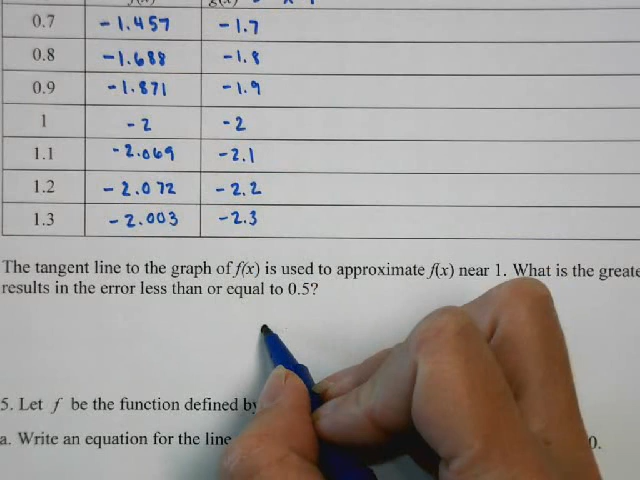 0.7 -1.457 -1.7
0.8 -1.688 -1.8
0.9 -1.871 -1.9
1 -2 -2
1.1 -2.069 -2.1
1.2 -2.072 -2.2
1.3 -2.003 -2.3
The tangent line to the graph of f(x) is used to approximate f(x) near 1. What is the
results in the error less than or equal to 0.5?
5. Let f be the function defined by
a. Write an equation for the line 0.